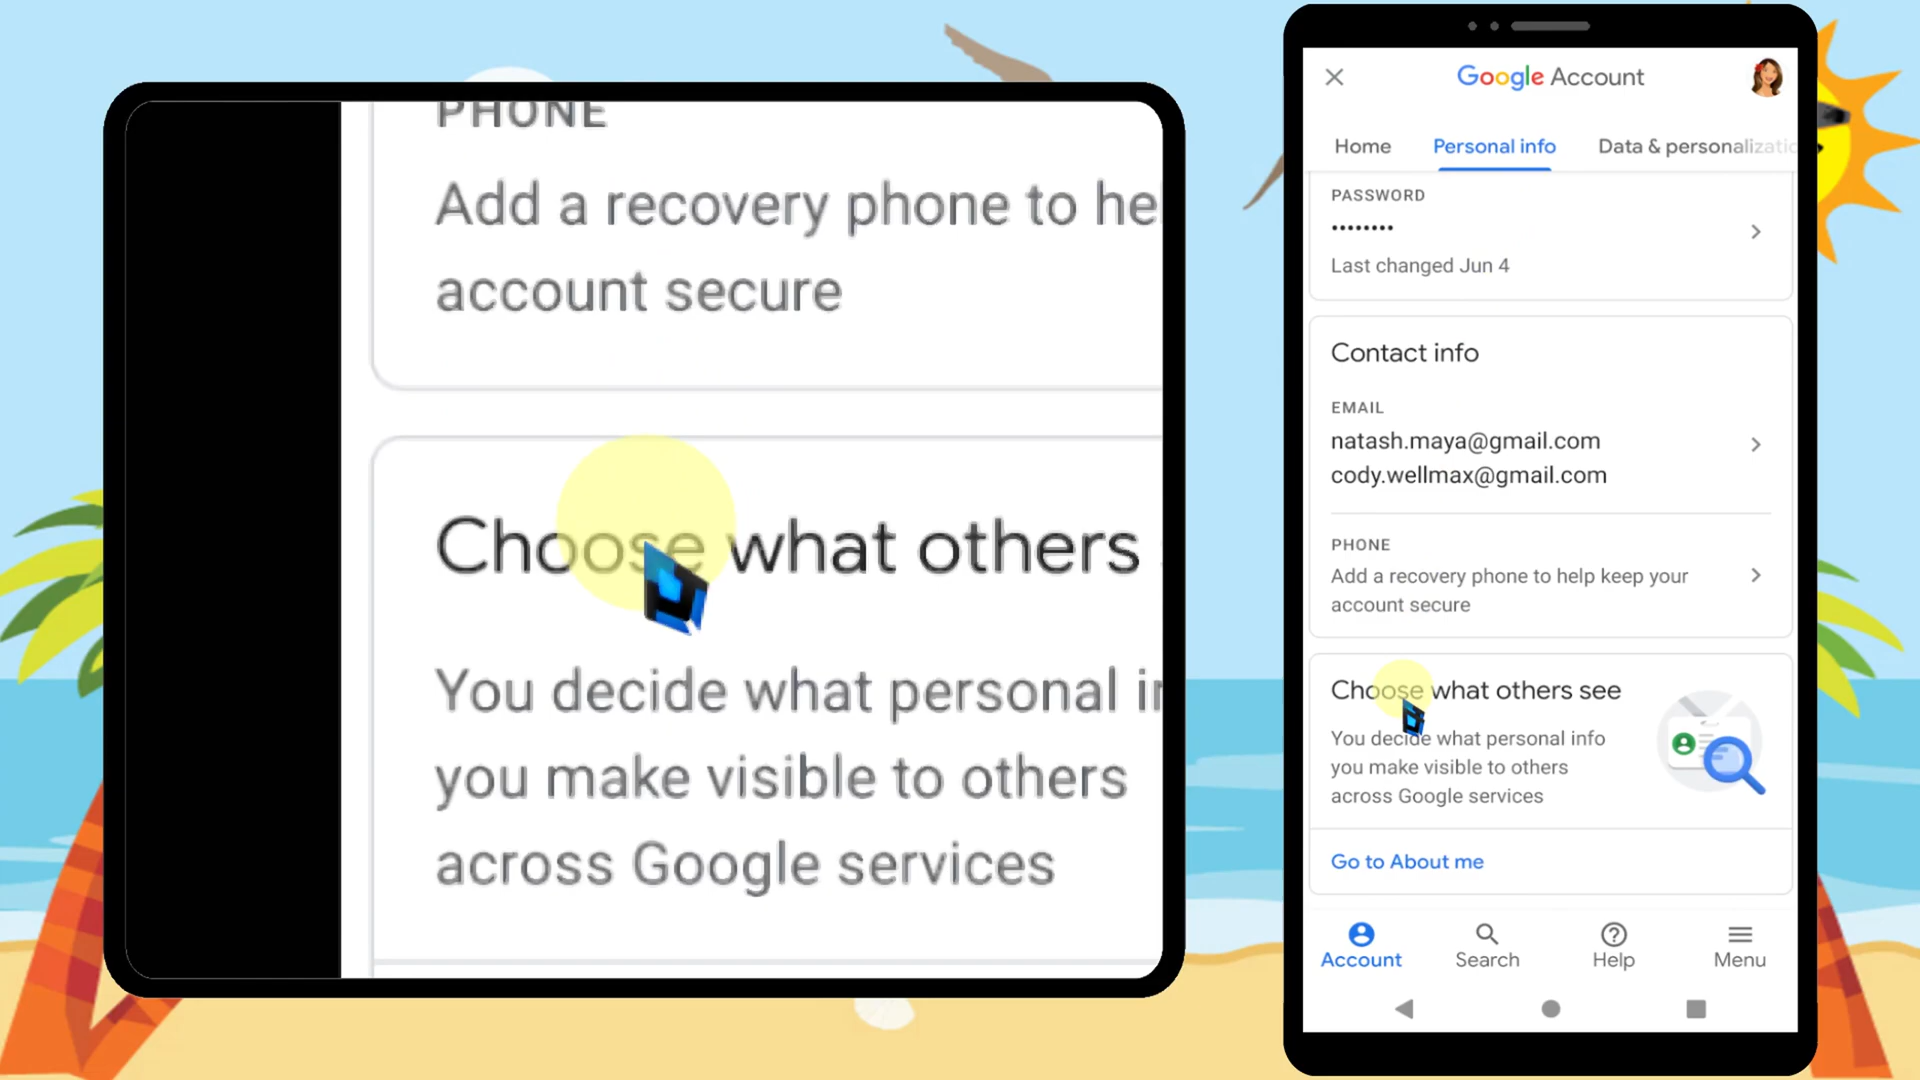 PHONE
Add a recovery phone to hel
account secure
Choose what others
You decide what personal in
you make visible to others
across Google services
Google Account
Home Personal info Data & personalizatio
PASSWORD
••••••••
Last changed Jun 4
Contact info
EMAIL
natash.maya@gmail.com
cody.wellmax@gmail.com
PHONE
Add a recovery phone to help keep your
account secure
Choose what others see
You decide what personal info
you make visible to others
across Google services
Go to About me
Account Search Help Menu